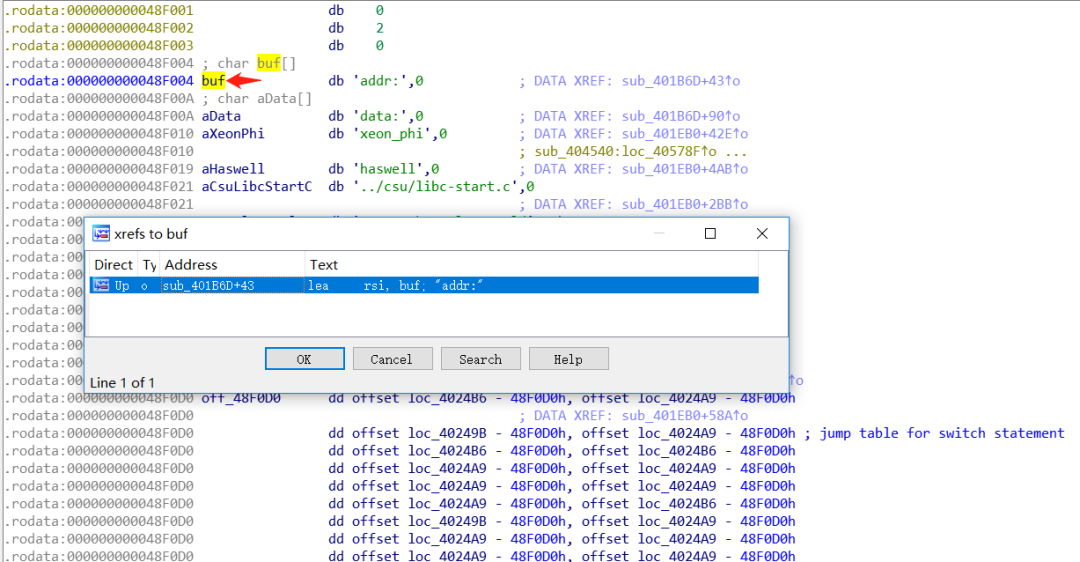 .rodata:000000000048F001 db 0
.rodata:000000000048F002 db 2
.rodata:000000000048F003 db 0
.rodata:000000000048F004 ; char buf[]
.rodata:000000000048F004 buf db 'addr:',0 ; DATA XREF: sub_401B6D+43↑o
.rodata:000000000048F00A ; char aData[]
.rodata:000000000048F00A aData db 'data:',0 ; DATA XREF: sub_401B6D+90↑o
.rodata:000000000048F010 aXeonPhi db 'xeon_phi',0 ; DATA XREF: sub_401EB0+42E↑o
.rodata:000000000048F010 ; sub_404540:loc_40578F↑o ...
.rodata:000000000048F019 aHaswell db 'haswell',0 ; DATA XREF: sub_401EB0+4AB↑o
.rodata:000000000048F021 aCsuLibcStartC db '../csu/libc-start.c',0
.rodata:000000000048F021 ; DATA XREF: sub_401EB0+2BB↑o
.rodata:00
.rodata:00
xrefs to buf
.rodata:00
Direct Ty Address Text
.rodata:00
Up o sub_401B6D+43 lea rsi, buf; "addr:"
.rodata:00
.rodata:00
.rodata:00
.rodata:00
OK Cancel Search Help
.rodata:00
.rodata:00 ↑o
Line 1 of 1
.rodata:000000000048F0D0 off_48F0D0 dd offset loc_4024B6 - 48F0D0h, offset loc_4024A9 - 48F0D0h
.rodata:000000000048F0D0 ; DATA XREF: sub_401EB0+58A↑o
.rodata:000000000048F0D0 dd offset loc_40249B - 48F0D0h, offset loc_4024A9 - 48F0D0h ; jump table for switch statement
.rodata:000000000048F0D0 dd offset loc_4024B6 - 48F0D0h, offset loc_4024B6 - 48F0D0h
.rodata:000000000048F0D0 dd offset loc_4024A9 - 48F0D0h, offset loc_4024A9 - 48F0D0h
.rodata:000000000048F0D0 dd offset loc_4024A9 - 48F0D0h, offset loc_4024A9 - 48F0D0h
.rodata:000000000048F0D0 dd offset loc_4024A9 - 48F0D0h, offset loc_4024B6 - 48F0D0h
.rodata:000000000048F0D0 dd offset loc_40249B - 48F0D0h, offset loc_4024A9 - 48F0D0h
.rodata:000000000048F0D0 dd offset loc_4024A9 - 48F0D0h, offset loc_4024A9 - 48F0D0h
.rodata:000000000048F0D0 dd offset loc_4024A9 - 48F0D0h, offset loc_4024A9 - 48F0D0h